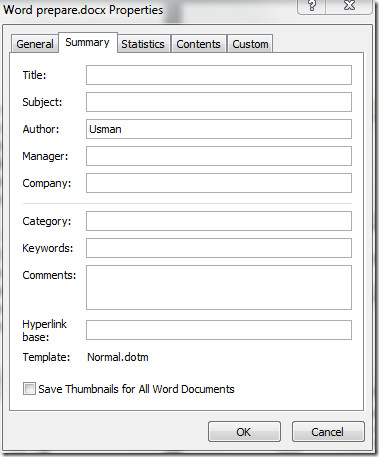 Word prepare.docx Properties
General Summary Statistics Contents Custom
Title:
Subject:
Author: Usman
Manager:
Company:
Category:
Keywords:
Comments:
Hyperlink
base:
Template: Normal.dotm
Save Thumbnails for All Word Documents
OK Cancel